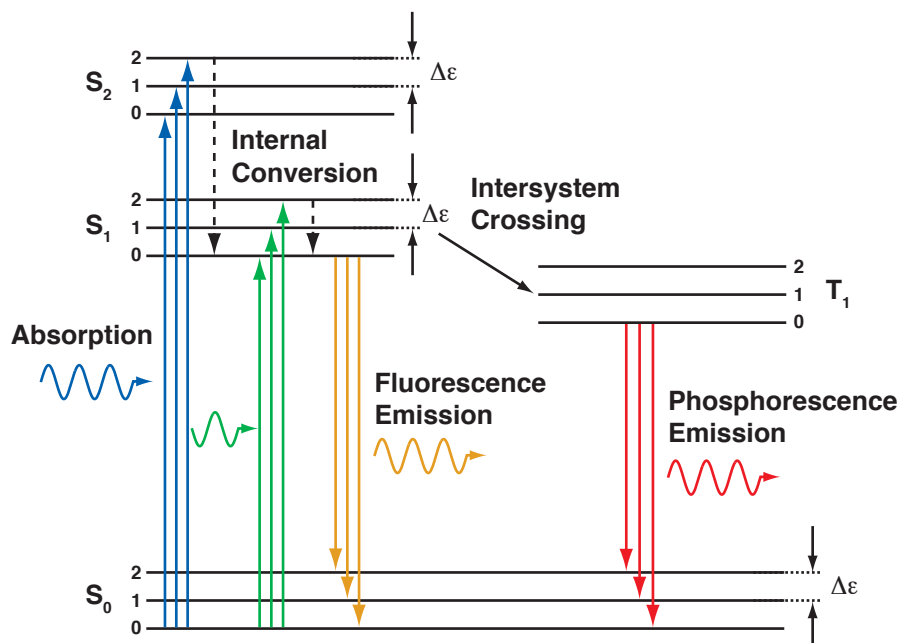 2
S₂ 1
0
Δε
Internal
Conversion
2
S₁ 1
0
Δε
Intersystem
Crossing
2
1 T₁
0
Absorption
Fluorescence
Emission
Phosphorescence
Emission
2
S₀ 1
0
Δε